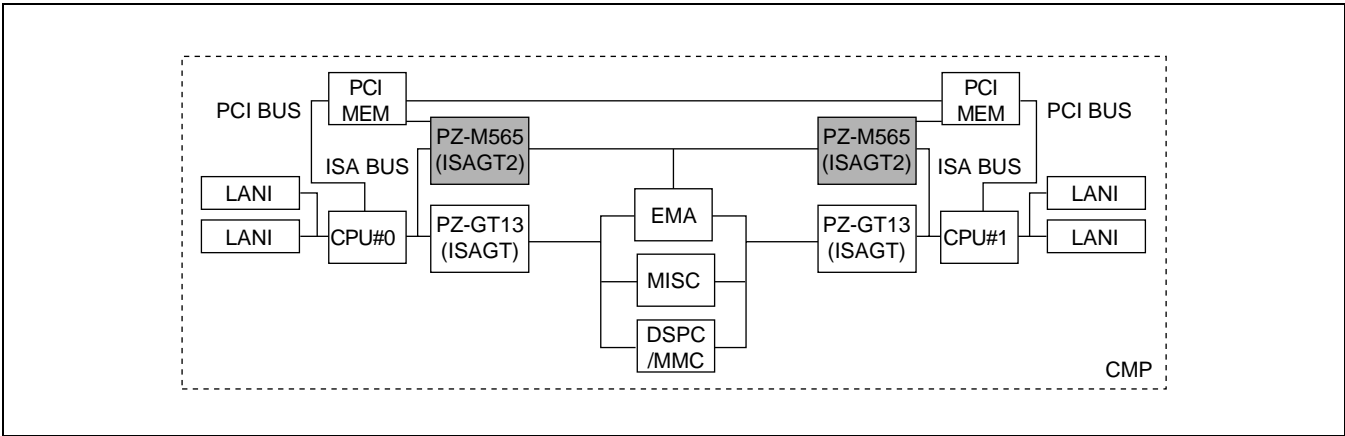 PCI
MEM
PCI
MEM
PCI BUS
PCI BUS
PZ-M565
(ISAGT2)
PZ-M565
(ISAGT2)
ISA BUS
ISA BUS
LANI
LANI
EMA
LANI
CPU#0
PZ-GT13
(ISAGT)
PZ-GT13
(ISAGT)
CPU#1
LANI
MISC
DSPC
/MMC
CMP